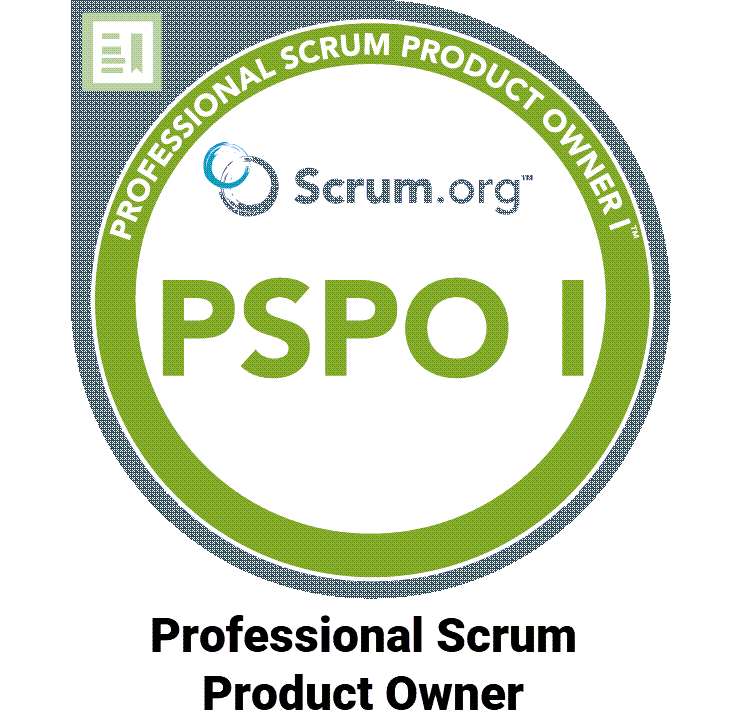 PROFESSIONAL SCRUM PRODUCT OWNER I™
Scrum.org™
PSPO I
Professional Scrum
Product Owner